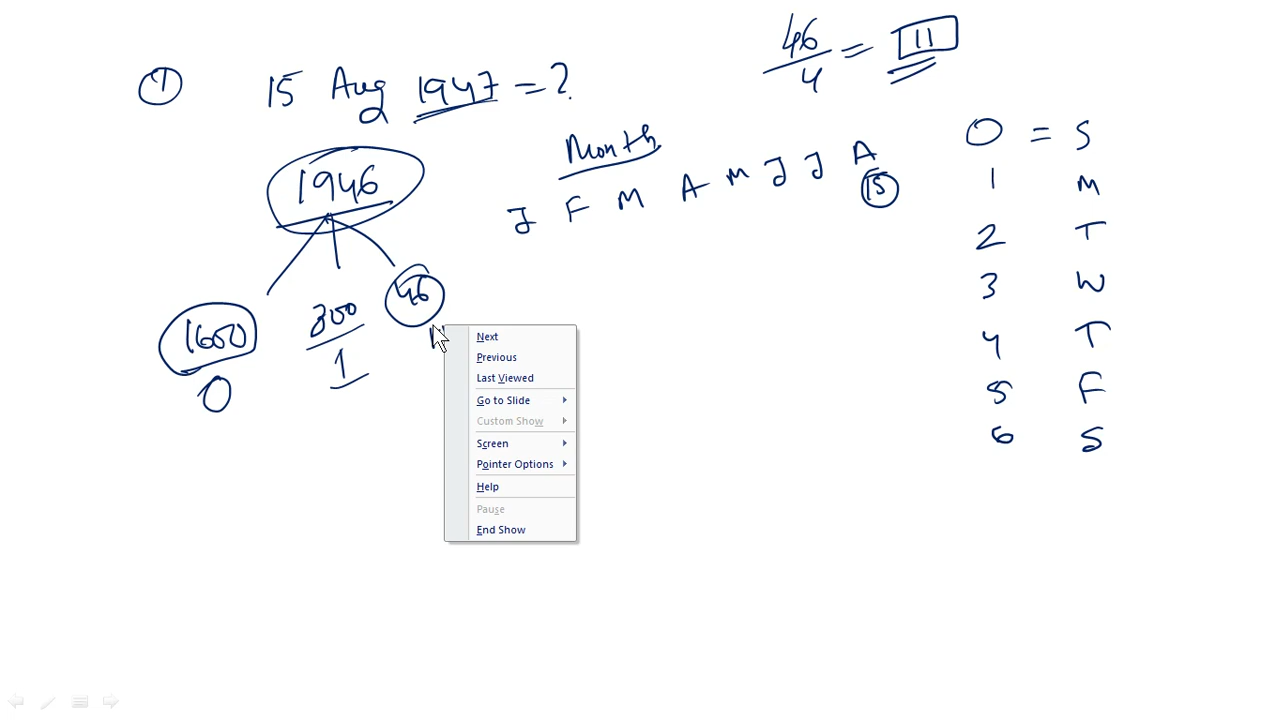 46
4 = 11
① 15 Aug 1947 = ?
Month
J F M A M J J A
15
1946
1600 300 46
0 1
0 = S
1 M
2 T
3 W
4 T
5 F
6 S
Next
Previous
Last Viewed
Go to Slide
Custom Show
Screen
Pointer Options
Help
Pause
End Show